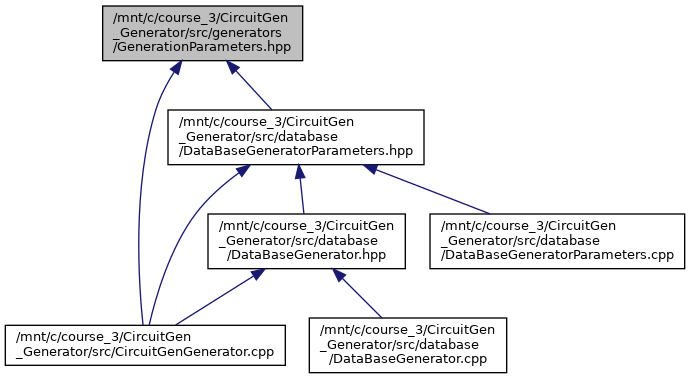 /mnt/c/course_3/CircuitGen
_Generator/src/generators
/GenerationParameters.hpp
/mnt/c/course_3/CircuitGen
_Generator/src/database
/DataBaseGeneratorParameters.hpp
/mnt/c/course_3/CircuitGen
_Generator/src/database
/DataBaseGenerator.hpp
/mnt/c/course_3/CircuitGen
_Generator/src/database
/DataBaseGeneratorParameters.cpp
/mnt/c/course_3/CircuitGen
_Generator/src/CircuitGenGenerator.cpp
/mnt/c/course_3/CircuitGen
_Generator/src/database
/DataBaseGenerator.cpp